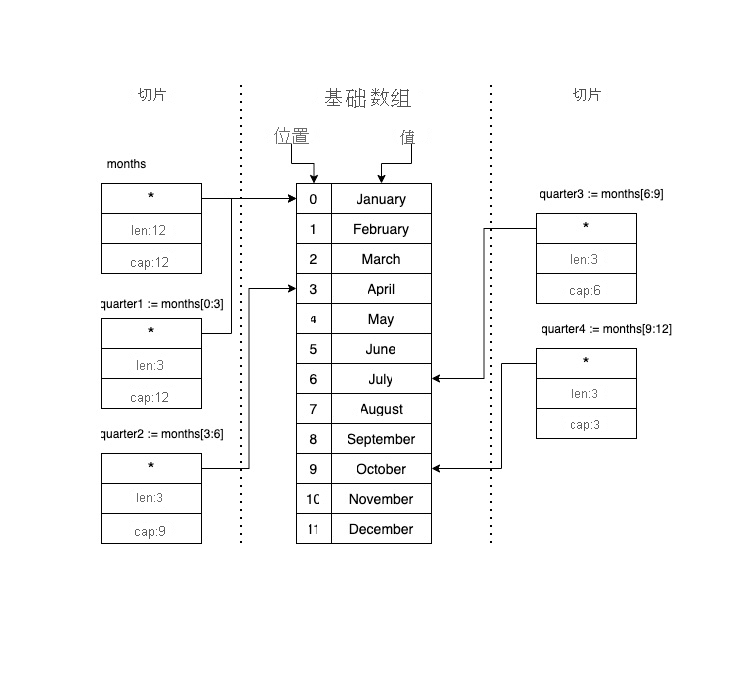 切片
基础数组
切片
位置
值
months
*
len:12
cap:12
quarter1 := months[0:3]
*
len:3
cap:12
quarter2 := months[3:6]
*
len:3
cap:9
0 January
1 February
2 March
3 April
4 May
5 June
6 July
7 August
8 September
9 October
10 November
11 December
quarter3 := months[6:9]
*
len:3
cap:6
quarter4 := months[9:12]
*
len:3
cap:3